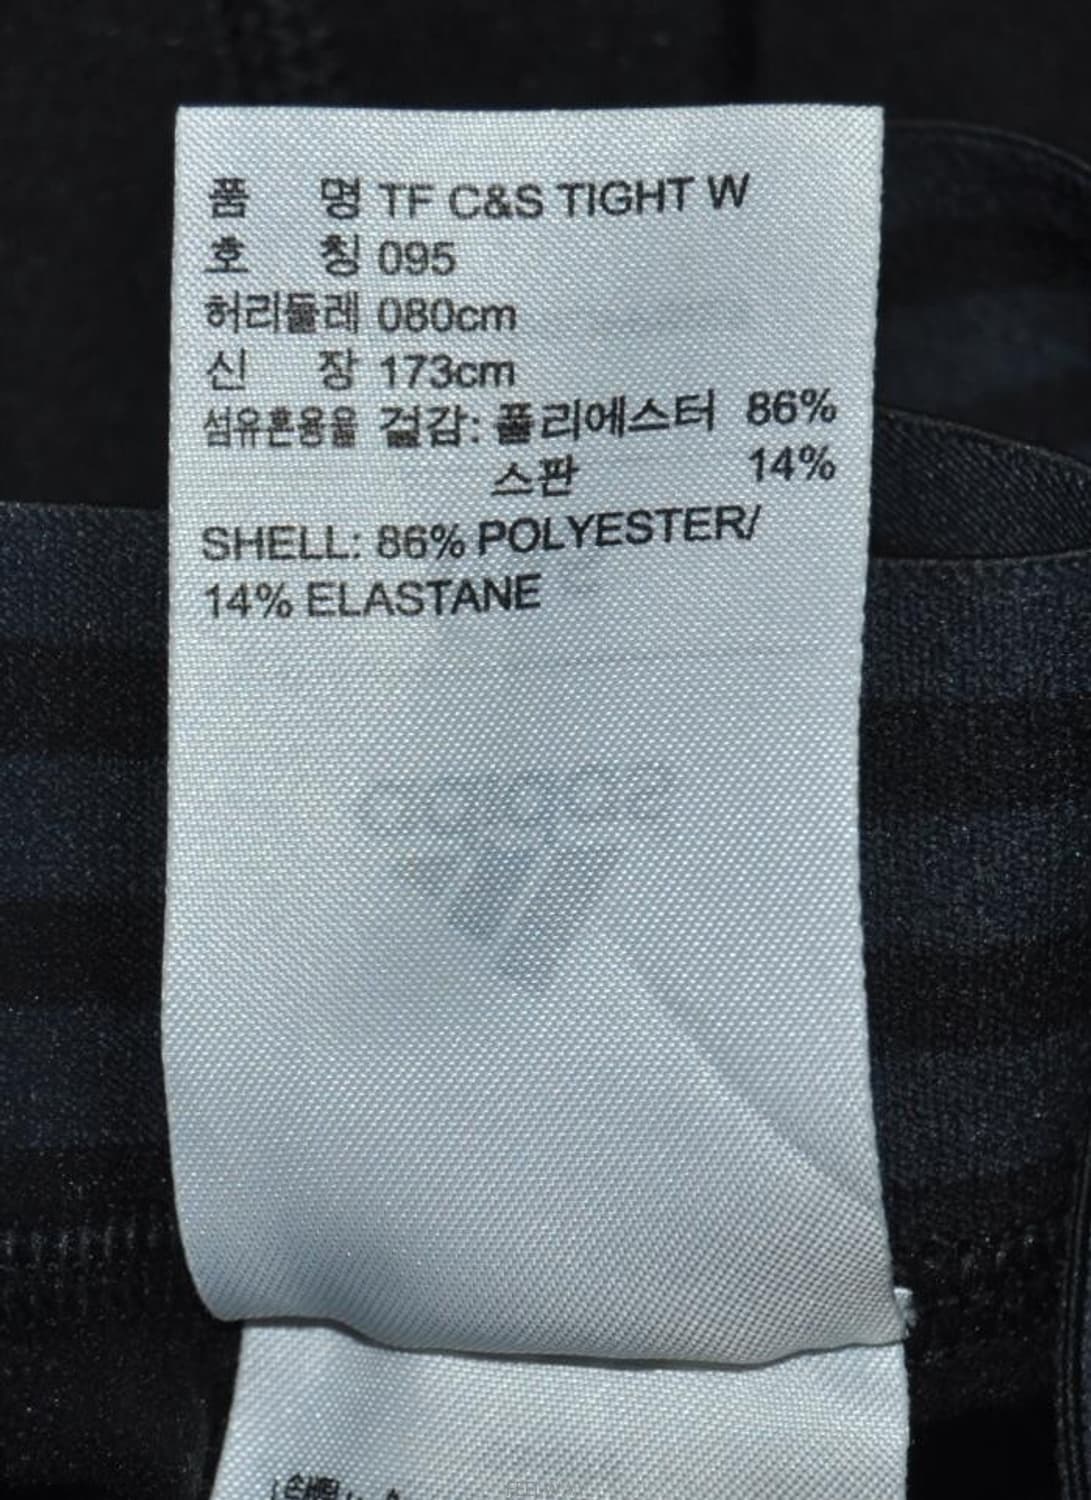 품 명 TF C&S TIGHT W
호 칭 095
허리둘레 080cm
신 장 173cm
섬유혼용율 겉감: 폴리에스터 86%
스판 14%
SHELL: 86% POLYESTER/
14% ELASTANE
adidas